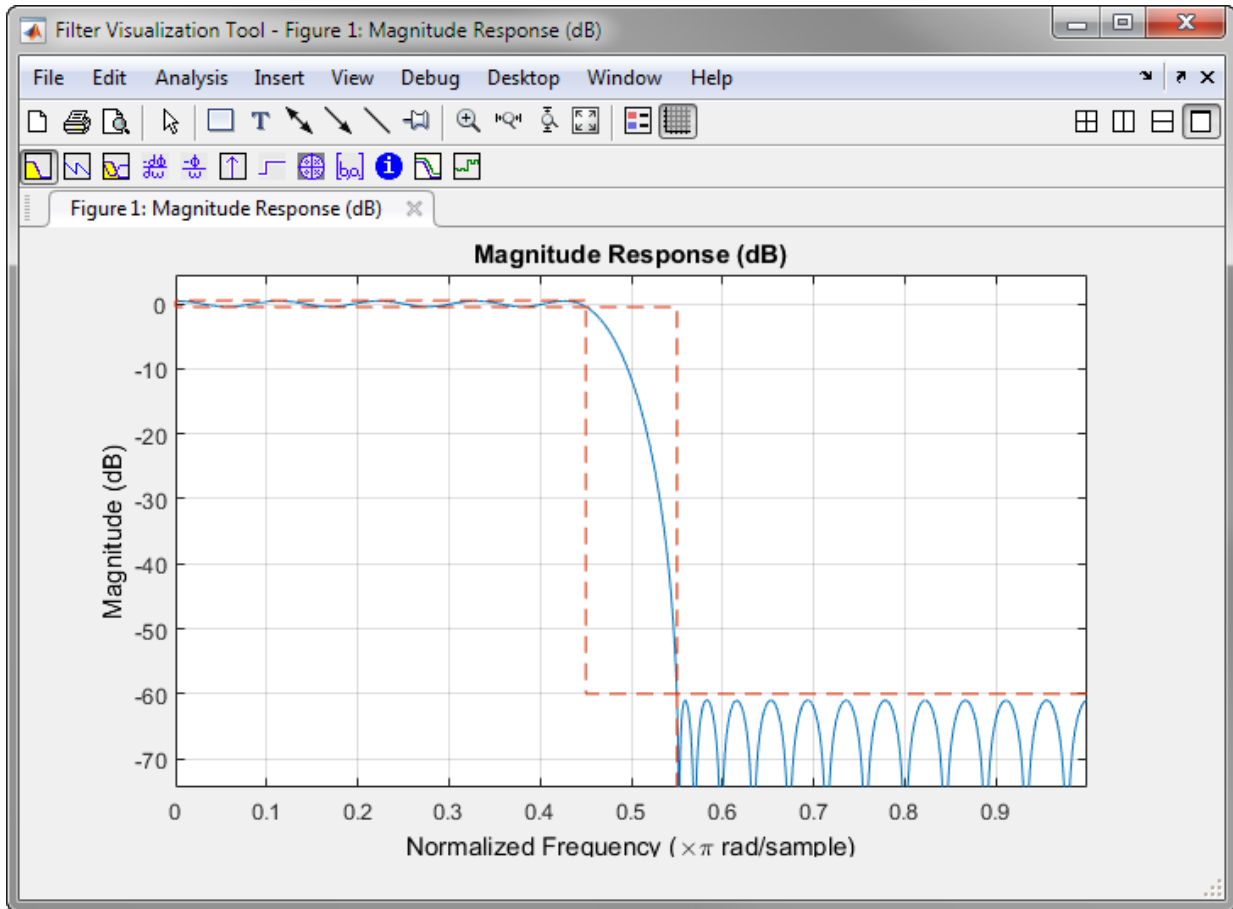 Filter Visualization Tool - Figure 1: Magnitude Response (dB)
File Edit Analysis Insert View Debug Desktop Window Help
T
[b,a] i
Figure 1: Magnitude Response (dB)
Magnitude Response (dB)
Magnitude (dB)
0
-10
-20
-30
-40
-50
-60
-70
0 0.1 0.2 0.3 0.4 0.5 0.6 0.7 0.8 0.9
Normalized Frequency (×π rad/sample)